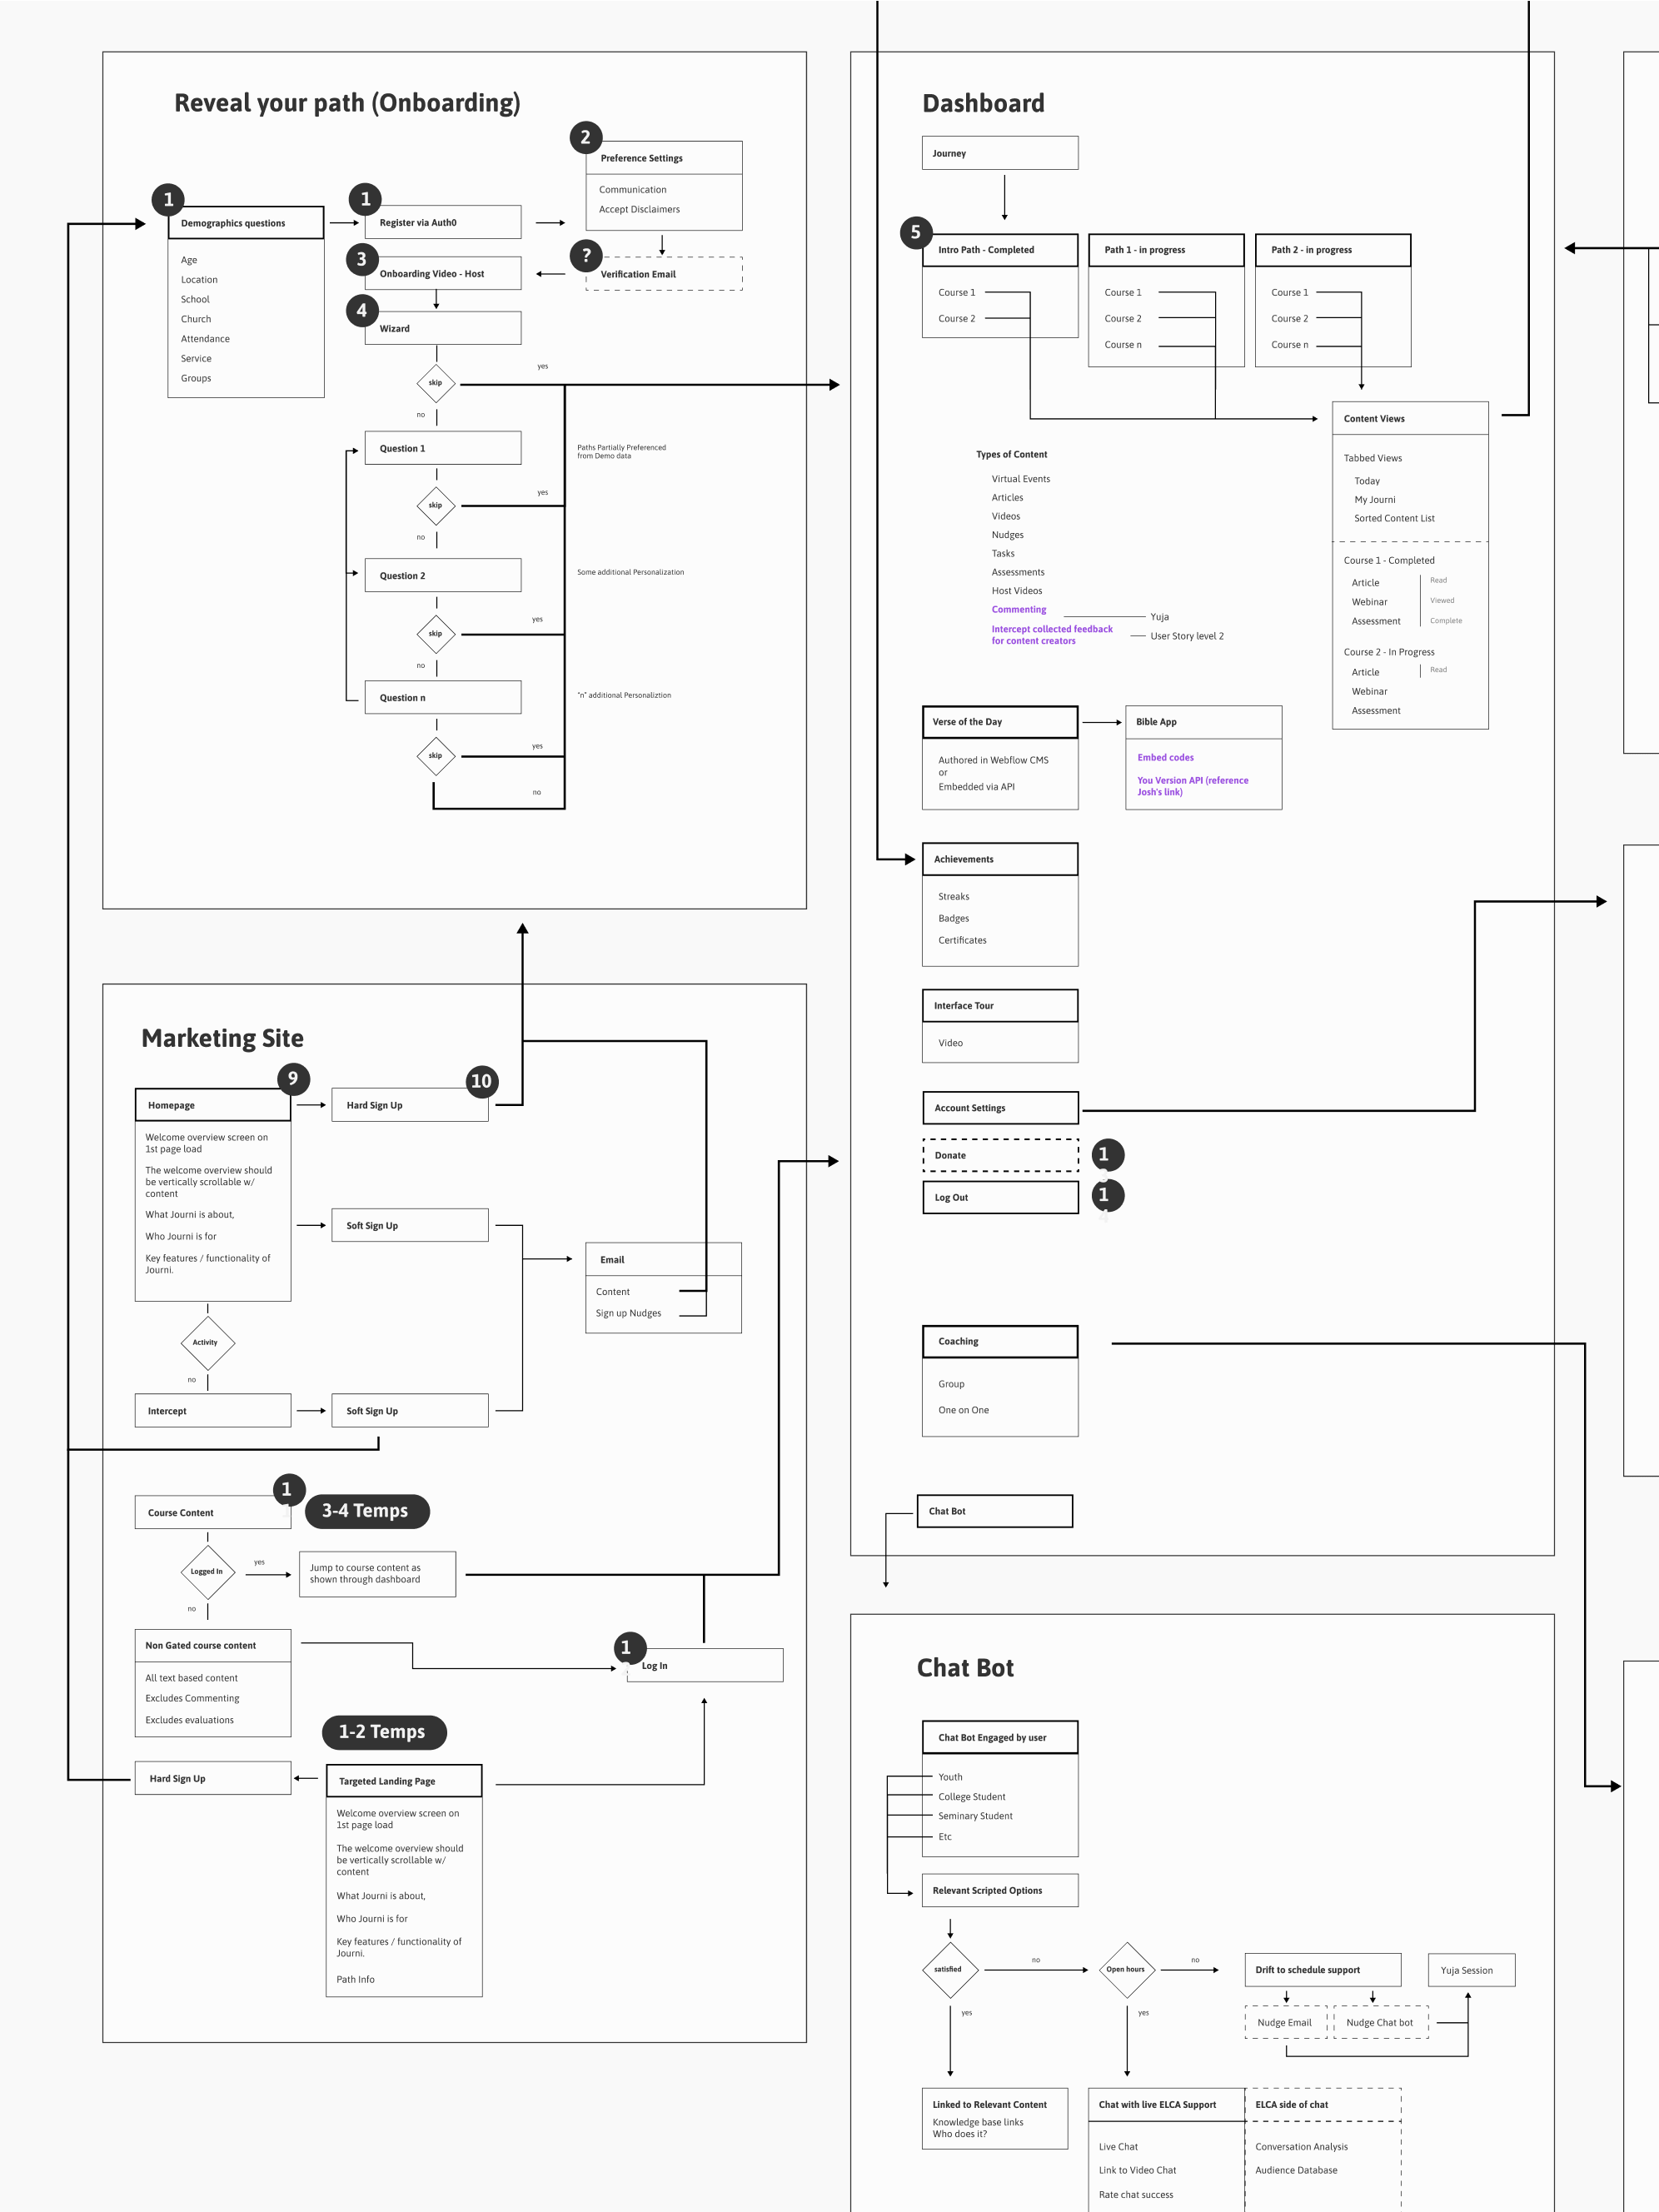 Reveal your path (Onboarding)
1
Demographics questions
Age
Location
School
Church
Attendance
Service
Groups
1
Register via Auth0
2
Preference Settings
Communication
Accept Disclaimers
?
Verification Email
3
Onboarding Video - Host
4
Wizard
skip
yes
no
Question 1
Paths Partially Preferenced
from Demo data
skip
yes
no
Question 2
Some additional Personalization
skip
yes
no
Question n
"n" additional Personaliztion
skip
yes
no
Marketing Site
9
Homepage
Welcome overview screen on
1st page load
The welcome overview should
be vertically scrollable w/
content
What Journi is about,
Who Journi is for
Key features / functionality of
Journi.
10
Hard Sign Up
Soft Sign Up
Email
Content
Sign up Nudges
Activity
no
Intercept
Soft Sign Up
1
Course Content
3-4 Temps
Logged In
yes
Jump to course content as
shown through dashboard
no
Non Gated course content
All text based content
Excludes Commenting
Excludes evaluations
1
Log In
1-2 Temps
Hard Sign Up
Targeted Landing Page
Welcome overview screen on
1st page load
The welcome overview should
be vertically scrollable w/
content
What Journi is about,
Who Journi is for
Key features / functionality of
Journi.
Path Info
Dashboard
Journey
5
Intro Path - Completed
Course 1
Course 2
Path 1 - in progress
Course 1
Course 2
Course n
Path 2 - in progress
Course 1
Course 2
Course n
Content Views
Tabbed Views
Today
My Journi
Sorted Content List
Course 1 - Completed
Article
Read
Webinar
Viewed
Assessment
Complete
Course 2 - In Progress
Article
Read
Webinar
Assessment
Types of Content
Virtual Events
Articles
Videos
Nudges
Tasks
Assessments
Host Videos
Commenting
Yuja
Intercept collected feedback
for content creators
User Story level 2
Verse of the Day
Authored in Webflow CMS
or
Embedded via API
Bible App
Embed codes
You Version API (reference
Josh's link)
Achievements
Streaks
Badges
Certificates
Interface Tour
Video
Account Settings
Donate
1
Log Out
1
4
Coaching
Group
One on One
Chat Bot
Chat Bot
Chat Bot Engaged by user
Youth
College Student
Seminary Student
Etc
Relevant Scripted Options
satisfied
no
Open hours
no
Drift to schedule support
Yuja Session
Nudge Email
Nudge Chat bot
yes
yes
Linked to Relevant Content
Knowledge base links
Who does it?
Chat with live ELCA Support
Live Chat
Link to Video Chat
Rate chat success
ELCA side of chat
Conversation Analysis
Audience Database